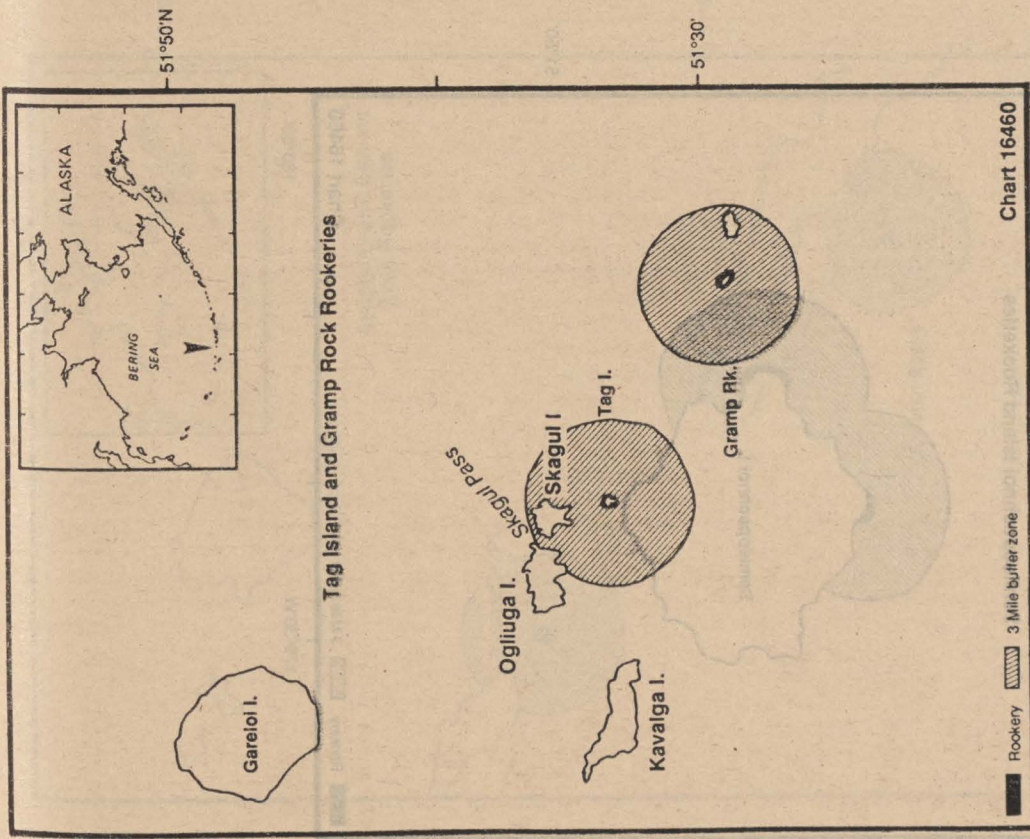 51°50'N
51°30'
ALASKA
BERING
SEA
Tag Island and Gramp Rock Rookeries
Gareloi I.
Skagul Pass
Ogliuga I.
Skagul I
Tag I.
Kavalga I.
Gramp Rk.
Rookery
3 Mile buffer zone
Chart 16460